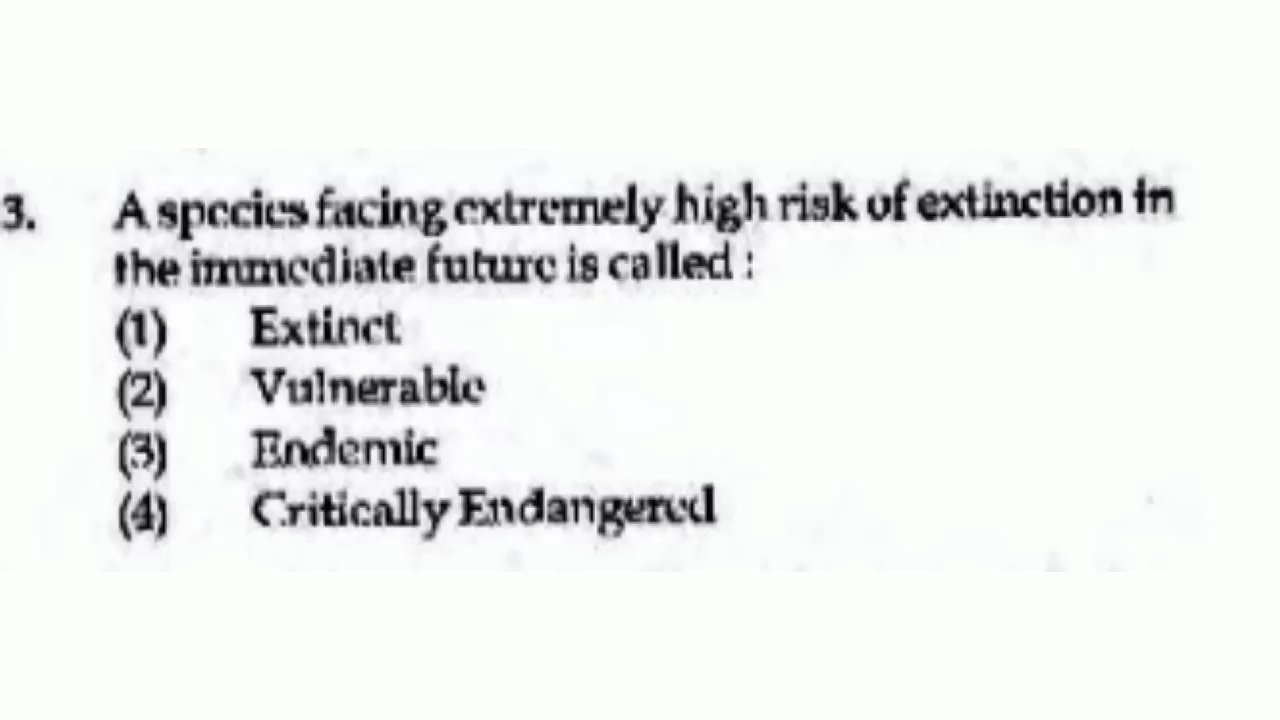 3. A species facing extremely high risk of extinction in
the immediate future is called :
(1) Extinct
(2) Vulnerable
(3) Endemic
(4) Critically Endangered